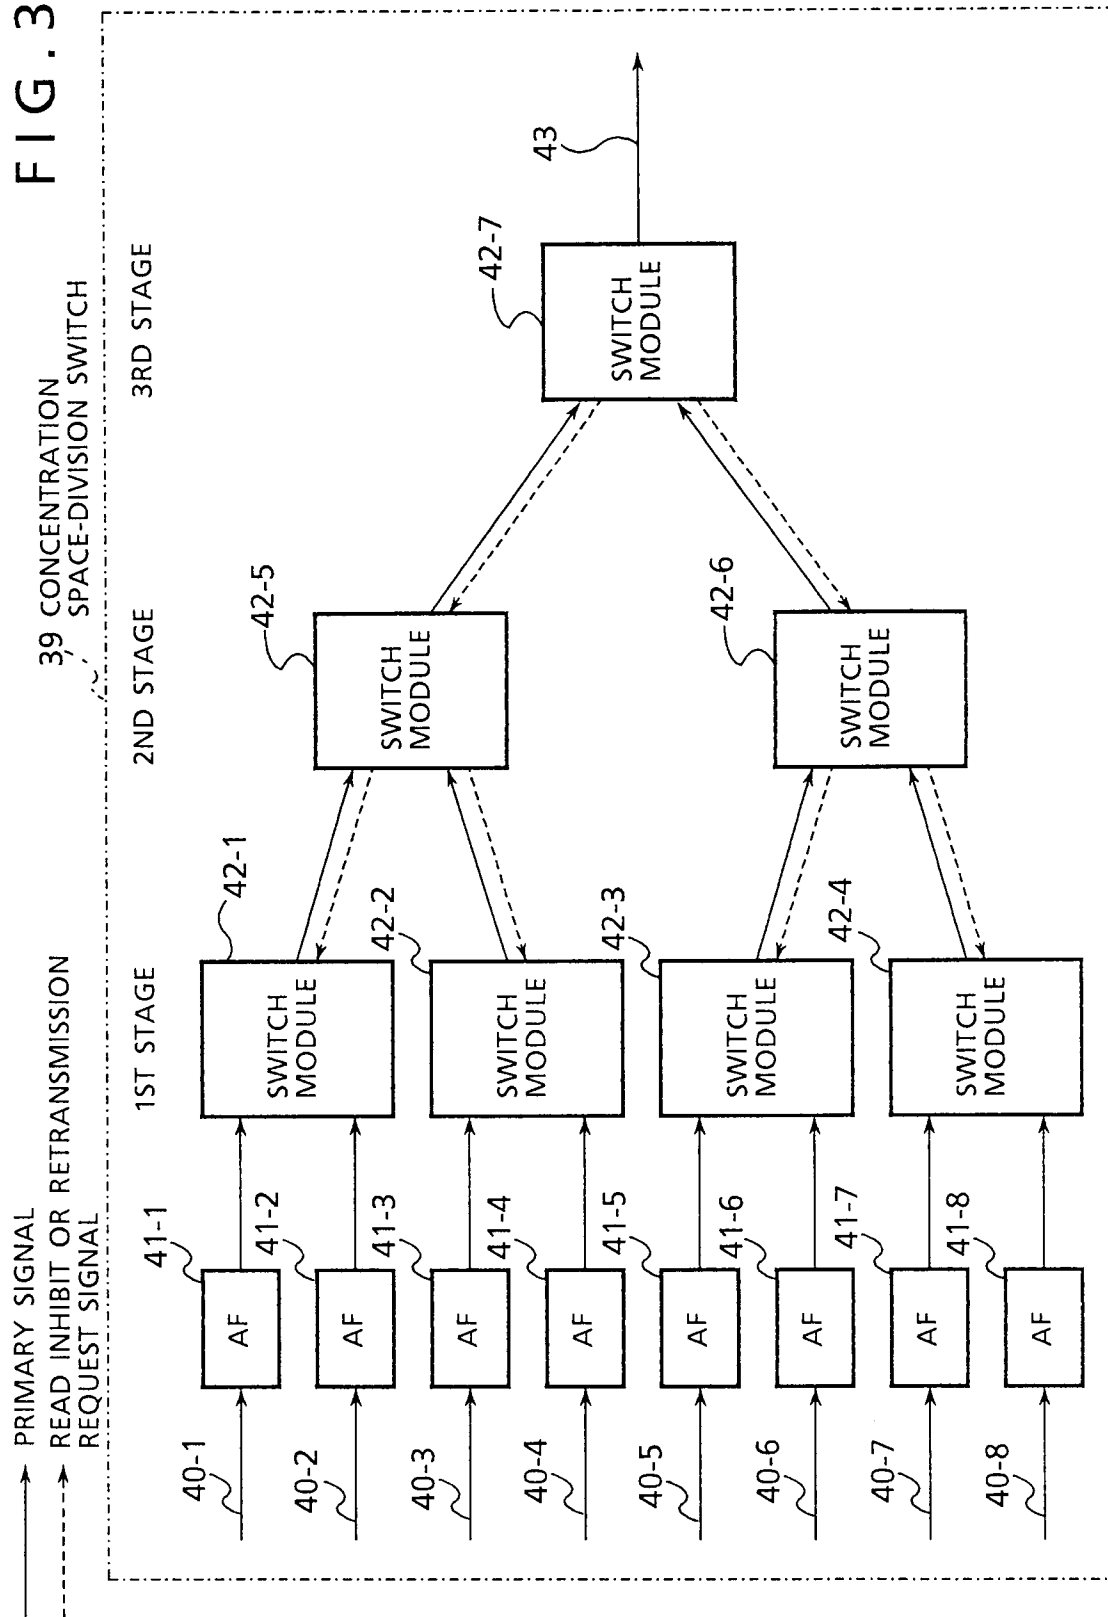 FIG. 3
PRIMARY SIGNAL
READ INHIBIT OR RETRANSMISSION
REQUEST SIGNAL
39 CONCENTRATION
SPACE-DIVISION SWITCH
1ST STAGE
2ND STAGE
3RD STAGE
40-1
41-1
AF
40-2
41-2
AF
40-3
41-3
AF
40-4
41-4
AF
40-5
41-5
AF
40-6
41-6
AF
40-7
41-7
AF
40-8
41-8
AF
42-1
SWITCH
MODULE
42-2
SWITCH
MODULE
42-3
SWITCH
MODULE
42-4
SWITCH
MODULE
42-5
SWITCH
MODULE
42-6
SWITCH
MODULE
42-7
SWITCH
MODULE
43